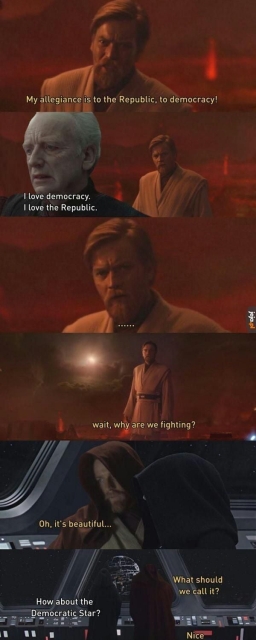 My allegiance is to the Republic, to democracy!
I love democracy.
I love the Republic.
......
wait, why are we fighting?
Oh, it's beautiful...
What should
we call it?
How about the
Democratic Star?
Nice